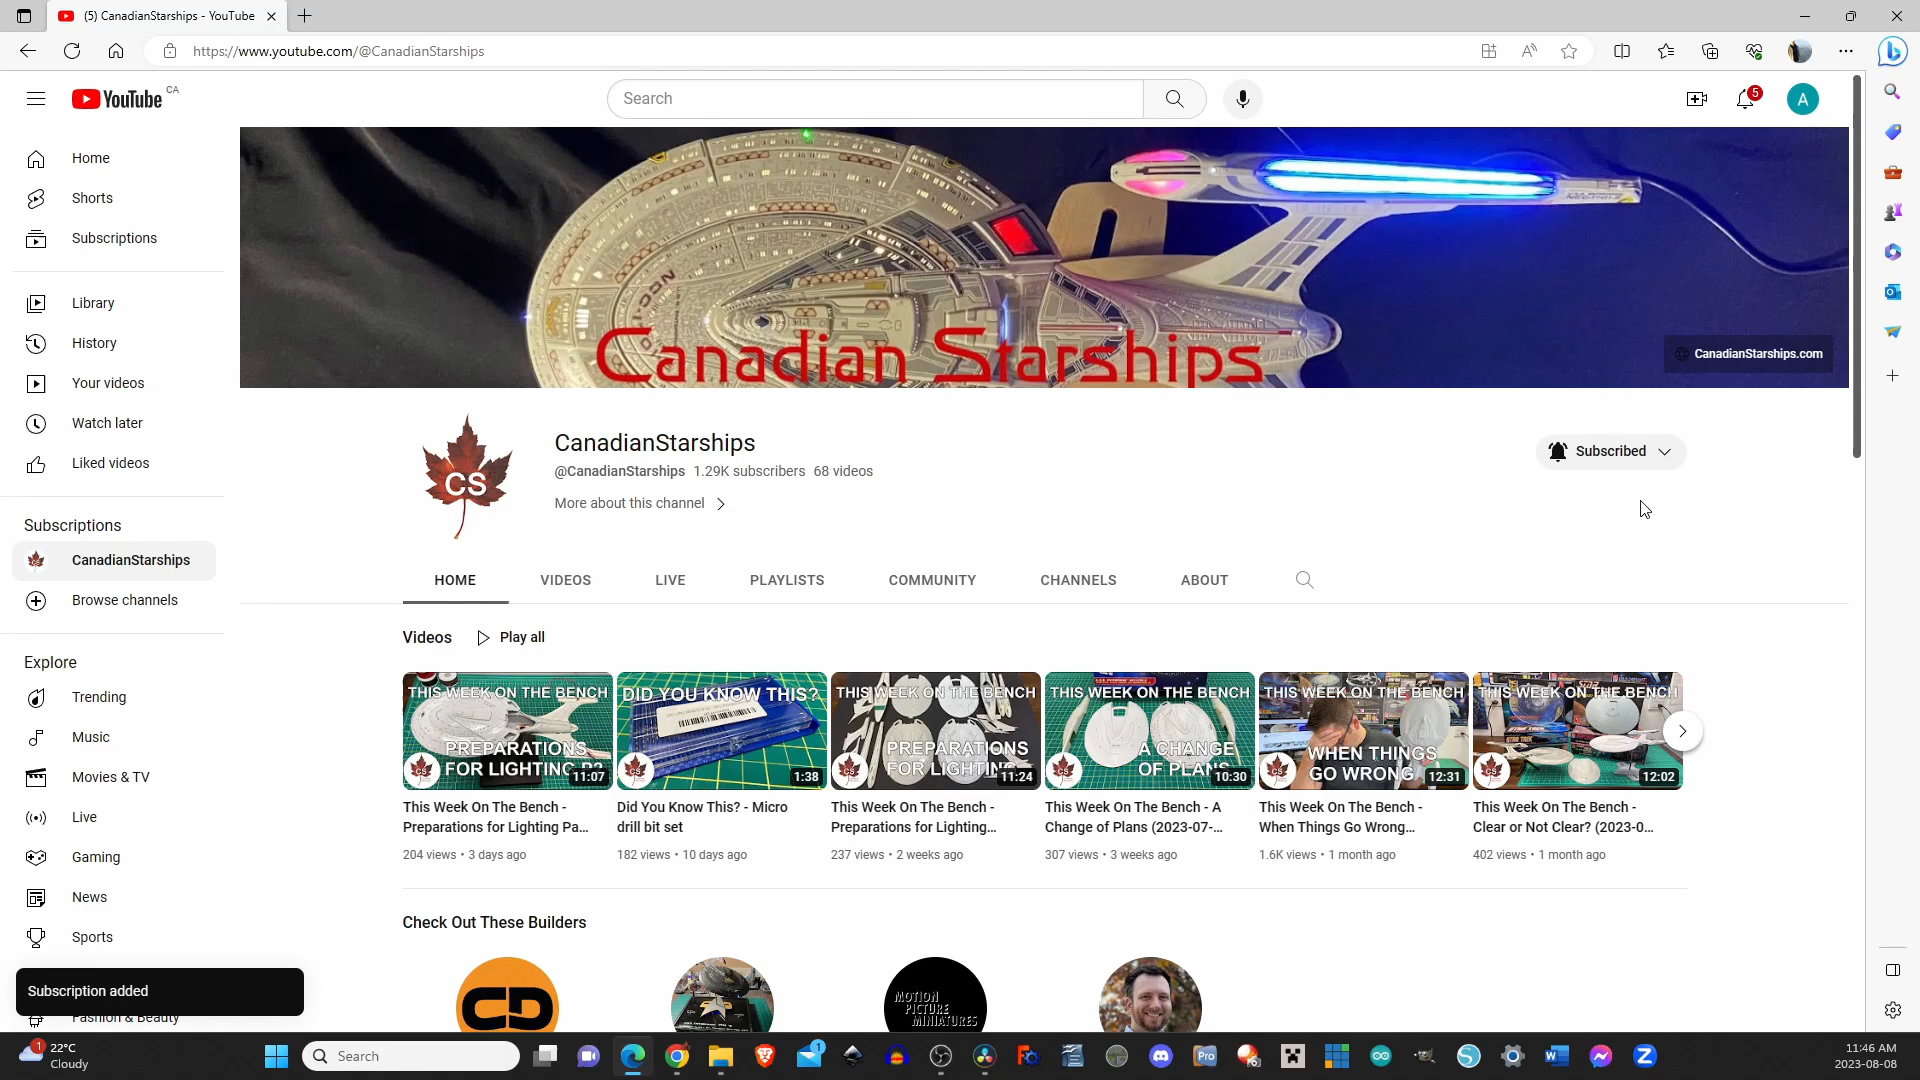 (5) CanadianStarships - YouTube
https://www.youtube.com/@CanadianStarships
YouTube CA
Search
5
A
Home
Shorts
Subscriptions
Library
History
Your videos
Watch later
Liked videos
Subscriptions
CanadianStarships
Browse channels
Explore
Trending
Music
Movies & TV
Live
Gaming
News
Sports
Fashion & Beauty
Subscription added
Canadian Starships
CanadianStarships.com
CS
CanadianStarships
@CanadianStarships 1.29K subscribers 68 videos
More about this channel
Subscribed
HOME VIDEOS LIVE PLAYLISTS COMMUNITY CHANNELS ABOUT
Videos Play all
THIS WEEK ON THE BENCH
PREPARATIONS
FOR LIGHTING P2
11:07
This Week On The Bench -
Preparations for Lighting Pa...
204 views • 3 days ago
DID YOU KNOW THIS?
1:38
Did You Know This? - Micro
drill bit set
182 views • 10 days ago
THIS WEEK ON THE BENCH
PREPARATIONS
FOR LIGHTING
11:24
This Week On The Bench -
Preparations for Lighting...
237 views • 2 weeks ago
THIS WEEK ON THE BENCH
A CHANGE
OF PLANS
10:30
This Week On The Bench - A
Change of Plans (2023-07-...
307 views • 3 weeks ago
THIS WEEK ON THE BENCH
WHEN THINGS
GO WRONG
12:31
This Week On The Bench -
When Things Go Wrong...
1.6K views • 1 month ago
THIS WEEK ON THE BENCH
12:02
This Week On The Bench -
Clear or Not Clear? (2023-0...
402 views • 1 month ago
Check Out These Builders
CD
MOTION
PICTURE
MINIATURES
1
22°C
Cloudy
Search
1
Pro
11:46 AM
2023-08-08